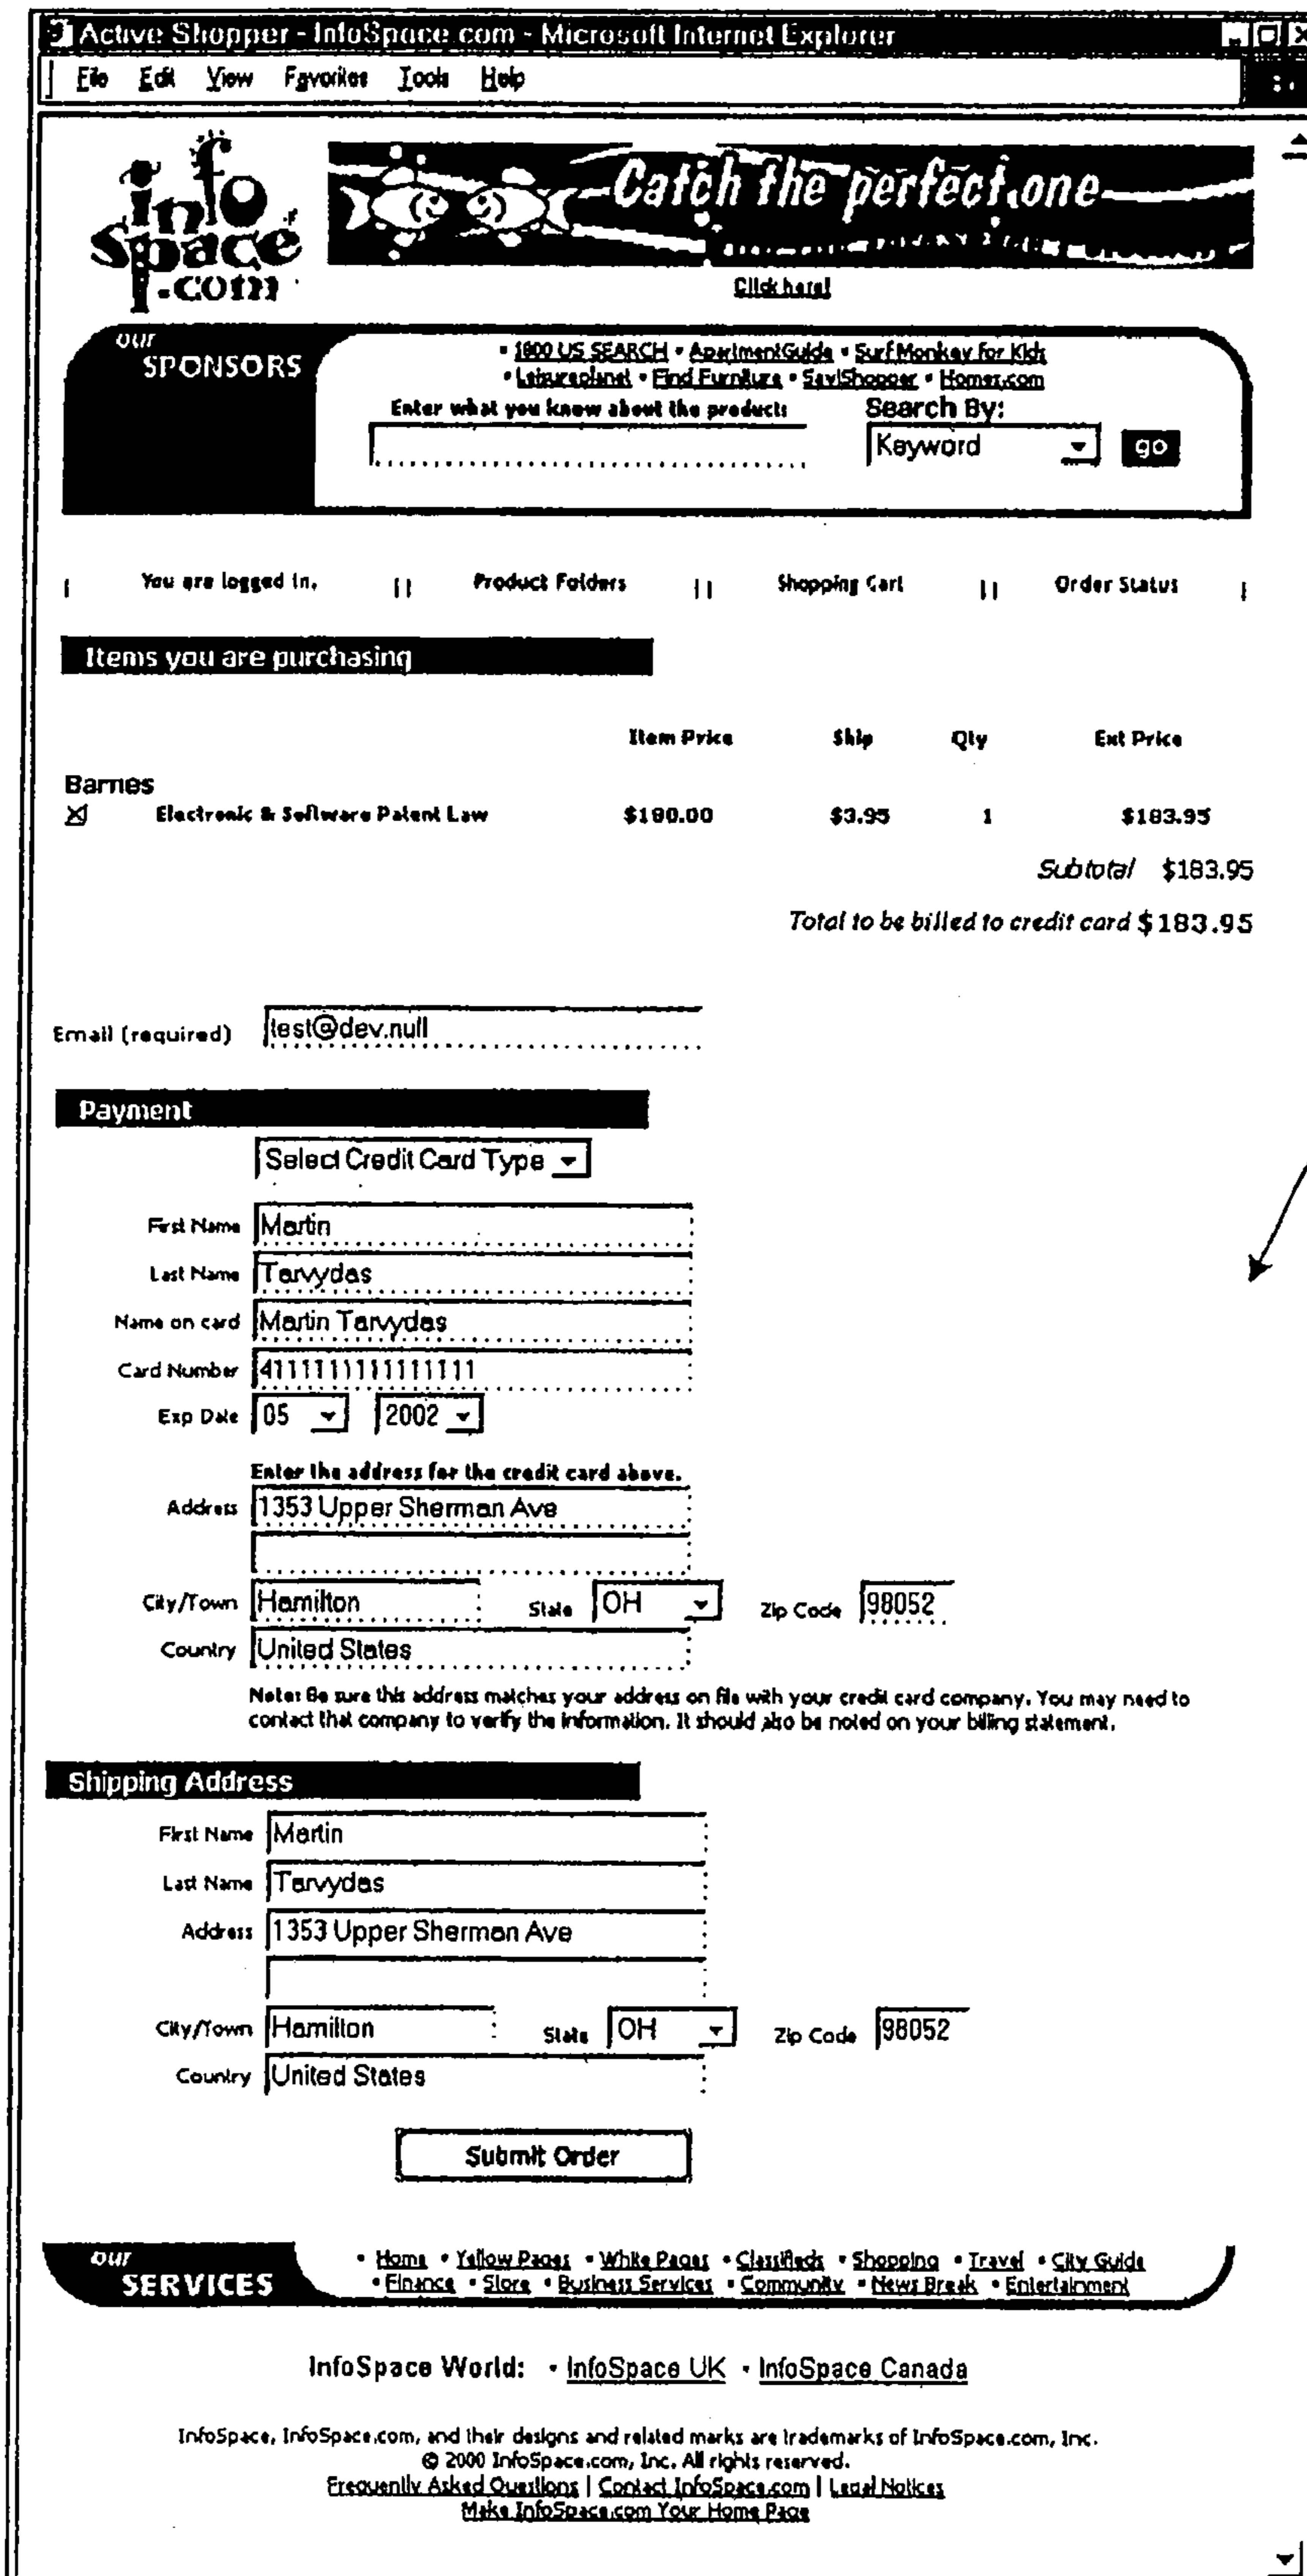 Active Shopper - InfoSpace.com - Microsoft Internet Explorer
File Edit View Favorites Tools Help
info
space
.com
Catch the perfect one
Click here!
our
SPONSORS
• 1800 US SEARCH • ApartmentGuide • SurfMonkey for Kids
• Leisureplanet • Find Furniture • SaviShopper • Homes.com
Enter what you know about the product:
Search By:
Keyword
go
You are logged in. Product Folders Shopping Cart Order Status
Items you are purchasing
Item Price Ship Qty Ext Price
Barnes
Electronic & Software Patent Law $180.00 $3.95 1 $183.95
Subtotal $183.95
Total to be billed to credit card $183.95
Email (required) test@dev.null
Payment
Select Credit Card Type
First Name Martin
Last Name Tarvydas
Name on card Martin Tarvydas
Card Number 4111111111111111
Exp Date 05 2002
Enter the address for the credit card above.
Address 1353 Upper Sherman Ave
City/Town Hamilton State OH Zip Code 98052
Country United States
Note: Be sure this address matches your address on file with your credit card company. You may need to
contact that company to verify the information. It should also be noted on your billing statement.
Shipping Address
First Name Martin
Last Name Tarvydas
Address 1353 Upper Sherman Ave
City/Town Hamilton State OH Zip Code 98052
Country United States
Submit Order
our
SERVICES
• Home • Yellow Pages • White Pages • Classifieds • Shopping • Travel • City Guide
• Finance • Store • Business Services • Community • News Break • Entertainment
InfoSpace World: • InfoSpace UK • InfoSpace Canada
InfoSpace, InfoSpace.com, and their designs and related marks are trademarks of InfoSpace.com, Inc.
© 2000 InfoSpace.com, Inc. All rights reserved.
Frequently Asked Questions | Contact InfoSpace.com | Legal Notices
Make InfoSpace.com Your Home Page